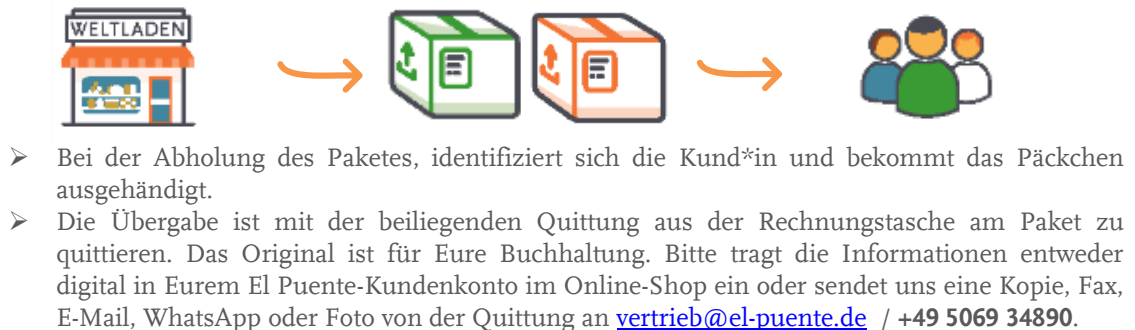 WELTLADEN
➢ Bei der Abholung des Paketes, identifiziert sich die Kund*in und bekommt das Päckchen
ausgehändigt.
➢ Die Übergabe ist mit der beiliegenden Quittung aus der Rechnungstasche am Paket zu
quittieren. Das Original ist für Eure Buchhaltung. Bitte tragt die Informationen entweder
digital in Eurem El Puente-Kundenkonto im Online-Shop ein oder sendet uns eine Kopie, Fax,
E-Mail, WhatsApp oder Foto von der Quittung an vertrieb@el-puente.de / +49 5069 34890.